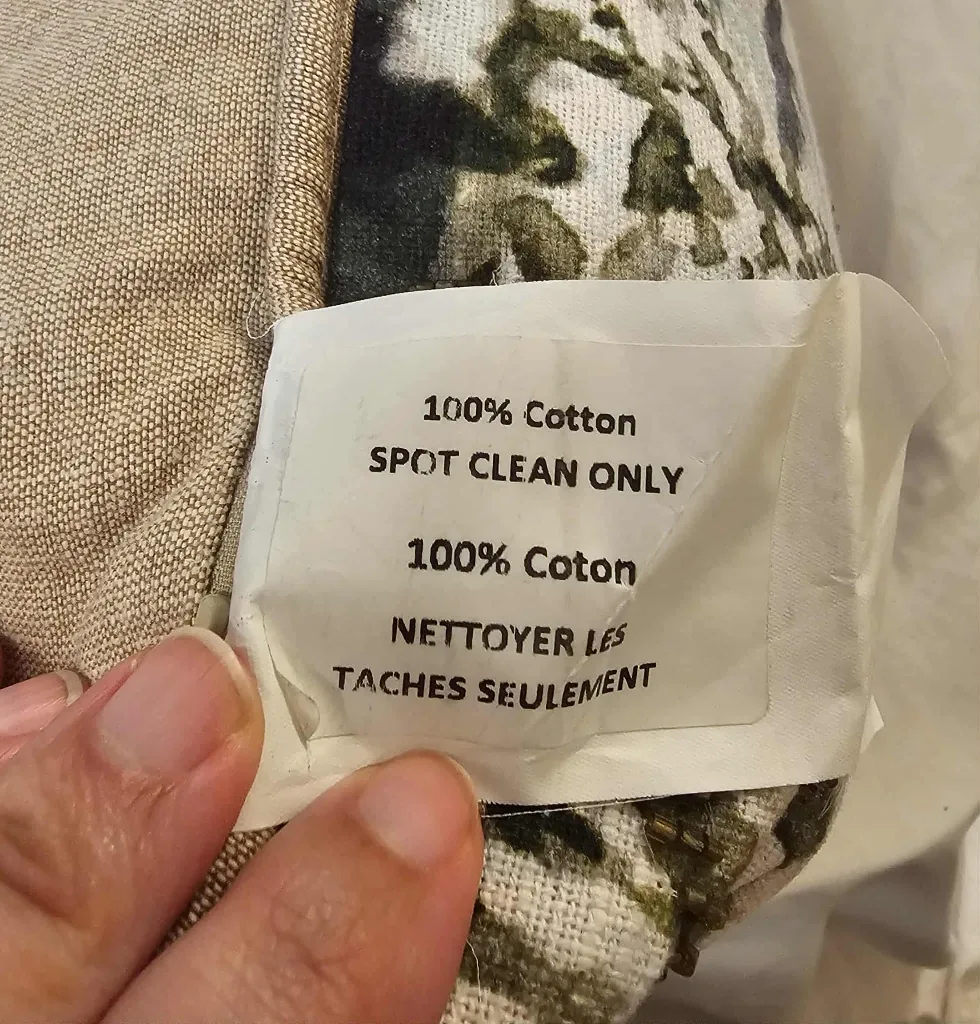 100% Cotton
SPOT CLEAN ONLY
100% Coton
NETTOYER LES
TACHES SEULEMENT